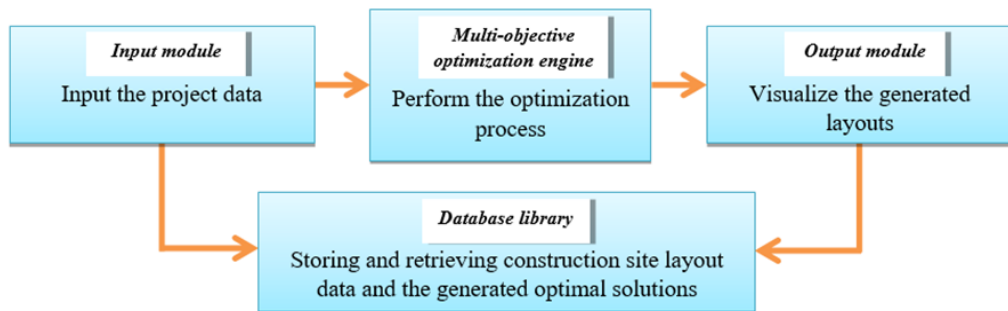 Input module
Input the project data
Multi-objective
optimization engine
Perform the optimization
process
Output module
Visualize the generated
layouts
Database library
Storing and retrieving construction site layout
data and the generated optimal solutions